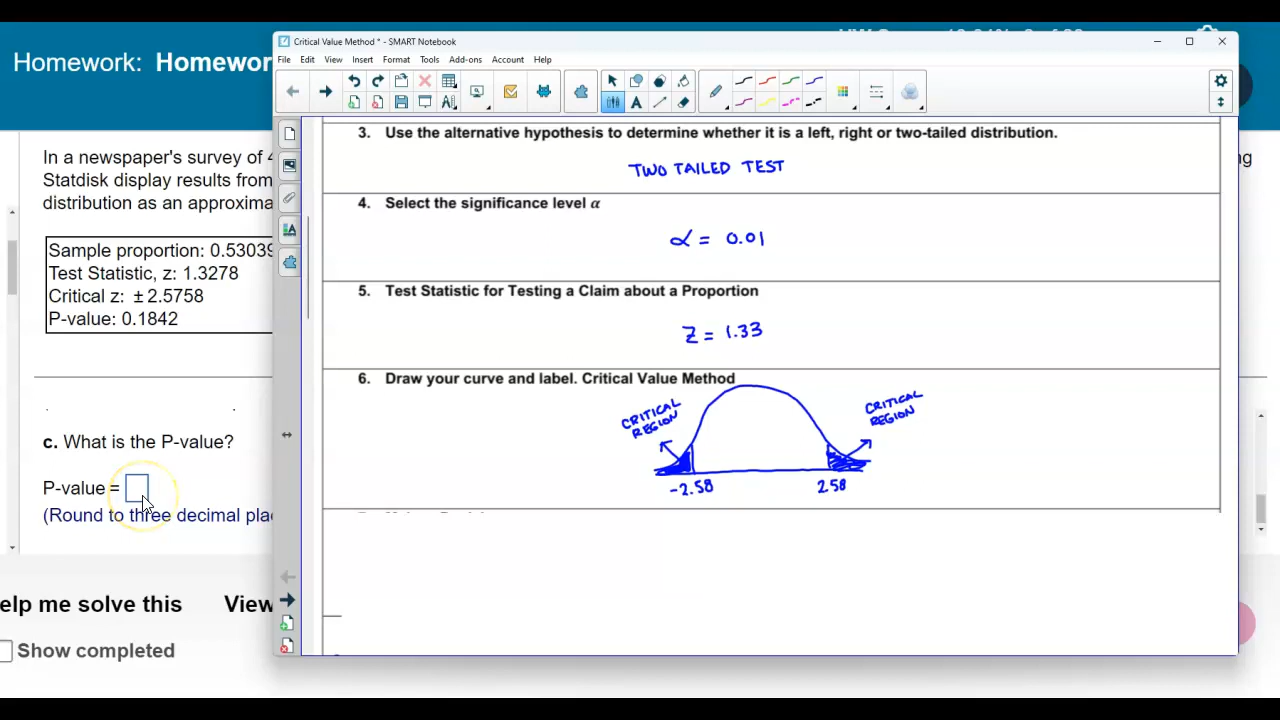 Critical Value Method * - SMART Notebook
File Edit View Insert Format Tools Add-ons Account Help
Homework: Homewor
In a newspaper's survey of 4
Statdisk display results from
distribution as an approxima
ng
Sample proportion: 0.53039
Test Statistic, z: 1.3278
Critical z: ±2.5758
P-value: 0.1842
c. What is the P-value?
P-value =
(Round to three decimal pla
elp me solve this
View
Show completed
3. Use the alternative hypothesis to determine whether it is a left, right or two-tailed distribution.
TWO TAILED TEST
4. Select the significance level α
α = 0.01
5. Test Statistic for Testing a Claim about a Proportion
Z = 1.33
6. Draw your curve and label. Critical Value Method
CRITICAL REGION
CRITICAL REGION
-2.58
2.58